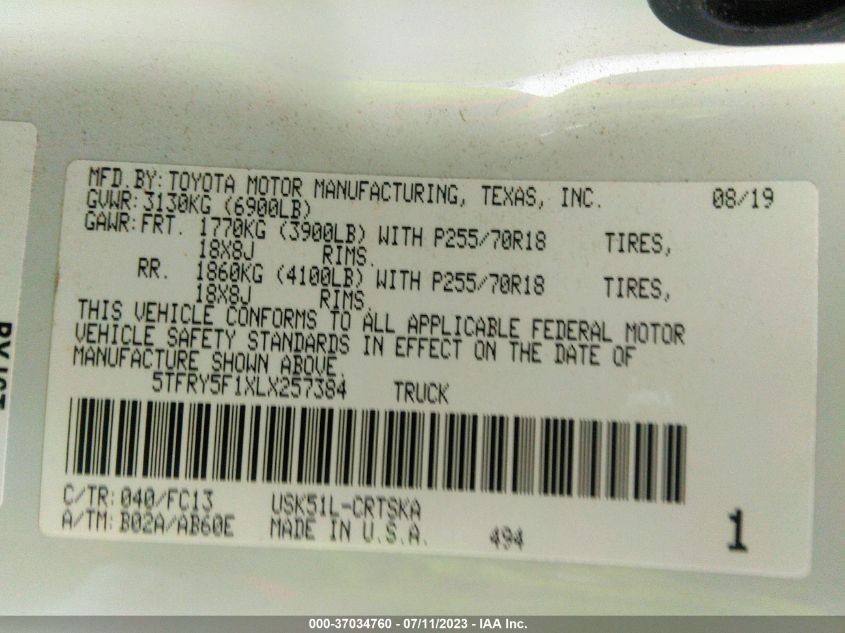 MFD.BY:TOYOTA MOTOR MANUFACTURING, TEXAS, INC. 08/19
GVWR:3130KG (6900LB)
GAWR:FRT. 1770KG (3900LB) WITH P255/70R18 TIRES,
18X8J RIMS.
RR. 1860KG (4100LB) WITH P255/70R18 TIRES,
18X8J RIMS.
THIS VEHICLE CONFORMS TO ALL APPLICABLE FEDERAL MOTOR
VEHICLE SAFETY STANDARDS IN EFFECT ON THE DATE OF
MANUFACTURE SHOWN ABOVE.
5TFRY5F1XLX257384 TRUCK
C/TR:040/FC13 USK51L-CRTSKA
A/TM:B02A/AB60E MADE IN U.S.A. 494 1
000-37034760 - 07/11/2023 - IAA Inc.